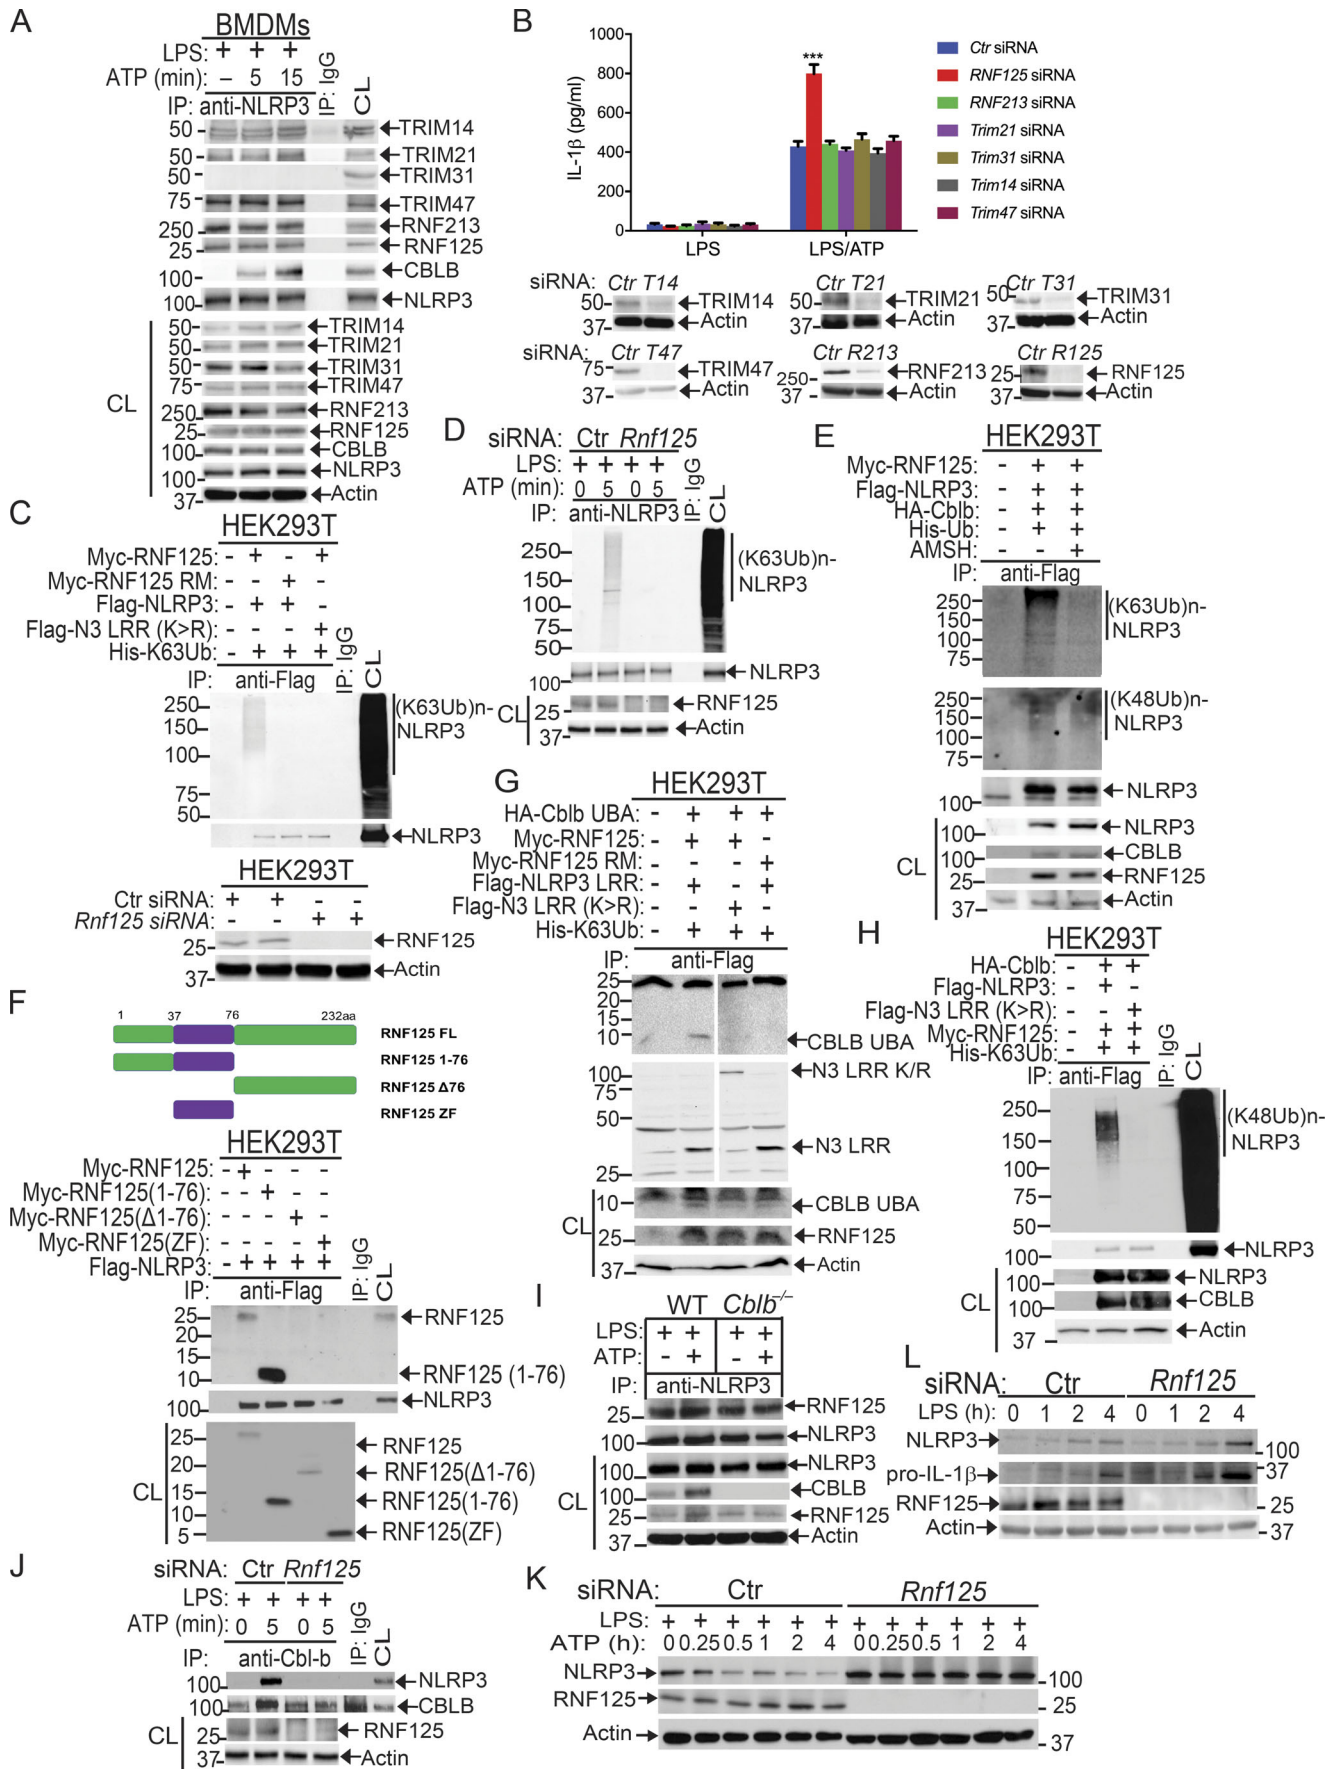 A
BMDMs
LPS: + + +
ATP (min): – 5 15
IP: anti-NLRP3 IP: IgG CL
50 TRIM14
50 TRIM21
50 TRIM31
75 TRIM47
250 RNF213
25 RNF125
100 CBLB
100 NLRP3
CL
50 TRIM14
50 TRIM21
50 TRIM31
75 TRIM47
250 RNF213
25 RNF125
100 CBLB
100 NLRP3
37 Actin
B
IL-1β (pg/ml)
1000
800
600
400
200
0
***
LPS LPS/ATP
Ctr siRNA
RNF125 siRNA
RNF213 siRNA
Trim21 siRNA
Trim31 siRNA
Trim14 siRNA
Trim47 siRNA
siRNA: Ctr T14 Ctr T21 Ctr T31
50 TRIM14 50 TRIM21 50 TRIM31
37 Actin 37 Actin 37 Actin
siRNA: Ctr T47 Ctr R213 Ctr R125
75 TRIM47 250 RNF213 25 RNF125
37 Actin 37 Actin 37 Actin
C
HEK293T
Myc-RNF125: - + - +
Myc-RNF125 RM: - - + -
Flag-NLRP3: - + + -
Flag-N3 LRR (K>R): - - - +
His-K63Ub: - + + +
IP: anti-Flag IP: IgG CL
250
150
100
75
50
(K63Ub)n-
NLRP3
NLRP3
HEK293T
Ctr siRNA: + + - -
Rnf125 siRNA: - - + +
25 RNF125
37 Actin
D
siRNA: Ctr Rnf125
LPS: + + + +
ATP (min): 0 5 0 5
IP: anti-NLRP3 IP: IgG CL
250
150
100
75
50
(K63Ub)n-
NLRP3
100 NLRP3
CL
25 RNF125
37 Actin
E
HEK293T
Myc-RNF125: - + +
Flag-NLRP3: - + +
HA-Cblb: - + +
His-Ub: - + +
AMSH: - - +
IP: anti-Flag
250
150
100
75
(K63Ub)n-
NLRP3
250
150
100
75
(K48Ub)n-
NLRP3
100 NLRP3
CL
100 NLRP3
100 CBLB
25 RNF125
37 Actin
F
1 37 76 232aa
RNF125 FL
RNF125 1-76
RNF125 Δ76
RNF125 ZF
HEK293T
Myc-RNF125: - + - - -
Myc-RNF125(1-76): - - + - -
Myc-RNF125(Δ1-76): - - - + -
Myc-RNF125(ZF): - - - - +
Flag-NLRP3: - + + + +
IP: anti-Flag IP: IgG CL
25
20
15
10
RNF125
RNF125 (1-76)
100 NLRP3
CL
25
20
15
10
5
RNF125
RNF125(Δ1-76)
RNF125(1-76)
RNF125(ZF)
G
HEK293T
HA-Cblb UBA: - + + +
Myc-RNF125: - + + -
Myc-RNF125 RM: - - - +
Flag-NLRP3 LRR: - + - +
Flag-N3 LRR (K>R): - - + -
His-K63Ub: - + + +
IP: anti-Flag
25
15
10
CBLB UBA
100
75
50
25
N3 LRR K/R
N3 LRR
CL
10 CBLB UBA
25 RNF125
37 Actin
H
HEK293T
HA-Cblb: - + +
Flag-NLRP3: - + -
Flag-N3 LRR (K>R): - - +
Myc-RNF125: - + +
His-K63Ub: - + +
IP: anti-Flag IP: IgG CL
250
150
100
75
50
(K48Ub)n-
NLRP3
100 NLRP3
CL
100 NLRP3
100 CBLB
37 Actin
I
WT Cblb–/–
LPS: + + + +
ATP: - + - +
IP: anti-NLRP3
25 RNF125
100 NLRP3
CL
100 NLRP3
100 CBLB
25 RNF125
37 Actin
J
siRNA: Ctr Rnf125
LPS: + + + +
ATP (min): 0 5 0 5
IP: anti-Cbl-b IP: IgG CL
100 NLRP3
100 CBLB
CL
25 RNF125
37 Actin
K
siRNA: Ctr Rnf125
LPS: + + + + + + + + + + + +
ATP (h): 0 0.25 0.5 1 2 4 0 0.25 0.5 1 2 4
NLRP3 100
RNF125 25
Actin 37
L
siRNA: Ctr Rnf125
LPS (h): 0 1 2 4 0 1 2 4
NLRP3 100
pro-IL-1β 37
RNF125 25
Actin 37